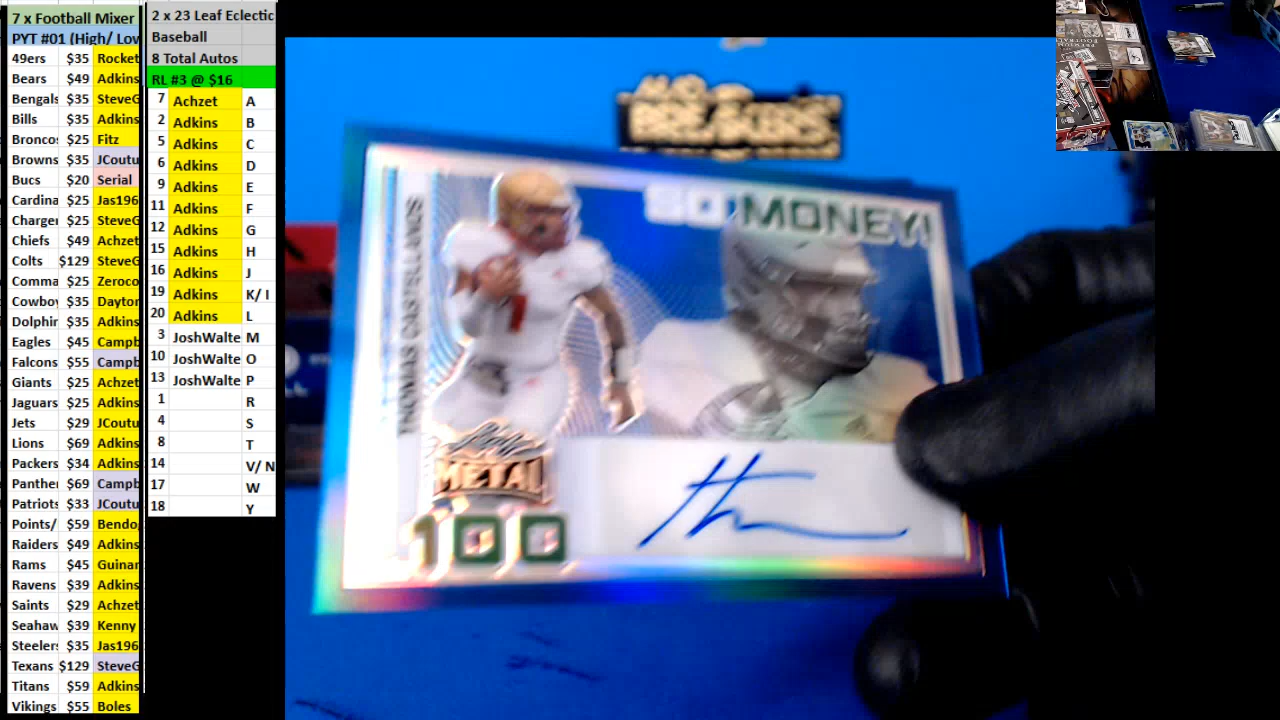 7 x Football Mixer
PYT #01 (High/ Lov
49ers $35 Rocket
Bears $49 Adkins
Bengals $35 SteveG
Bills $35 Adkins
Broncos $25 Fitz
Browns $35 JCoutu
Bucs $20 Serial
Cardina $25 Jas196
Charger $25 SteveG
Chiefs $49 Achzet
Colts $129 SteveG
Comma $25 Zeroco
Cowboy $35 Dayton
Dolphin $35 Adkins
Eagles $45 Campb
Falcons $55 Campb
Giants $25 Achzet
Jaguars $25 Adkins
Jets $29 JCoutu
Lions $69 Adkins
Packers $34 Adkins
Panthe $69 Campb
Patriots $33 JCoutu
Points/ $59 Bendo
Raiders $49 Adkins
Rams $45 Guinar
Ravens $39 Adkins
Saints $29 Achzet
Seahaw $39 Kenny
Steelers $35 Jas196
Texans $129 SteveG
Titans $59 Adkins
Vikings $55 Boles
2 x 23 Leaf Eclectic
Baseball
8 Total Autos
RL #3 @ $16
7 Achzet A
2 Adkins B
5 Adkins C
6 Adkins D
9 Adkins E
11 Adkins F
12 Adkins G
15 Adkins H
16 Adkins J
19 Adkins K/ I
20 Adkins L
3 JoshWalte M
10 JoshWalte O
13 JoshWalte P
1 R
4 S
8 T
14 V/ N
17 W
18 Y
BREAKERS
SO MONEY!
THOMAS CASTELLANOS
Leaf
METAL
100